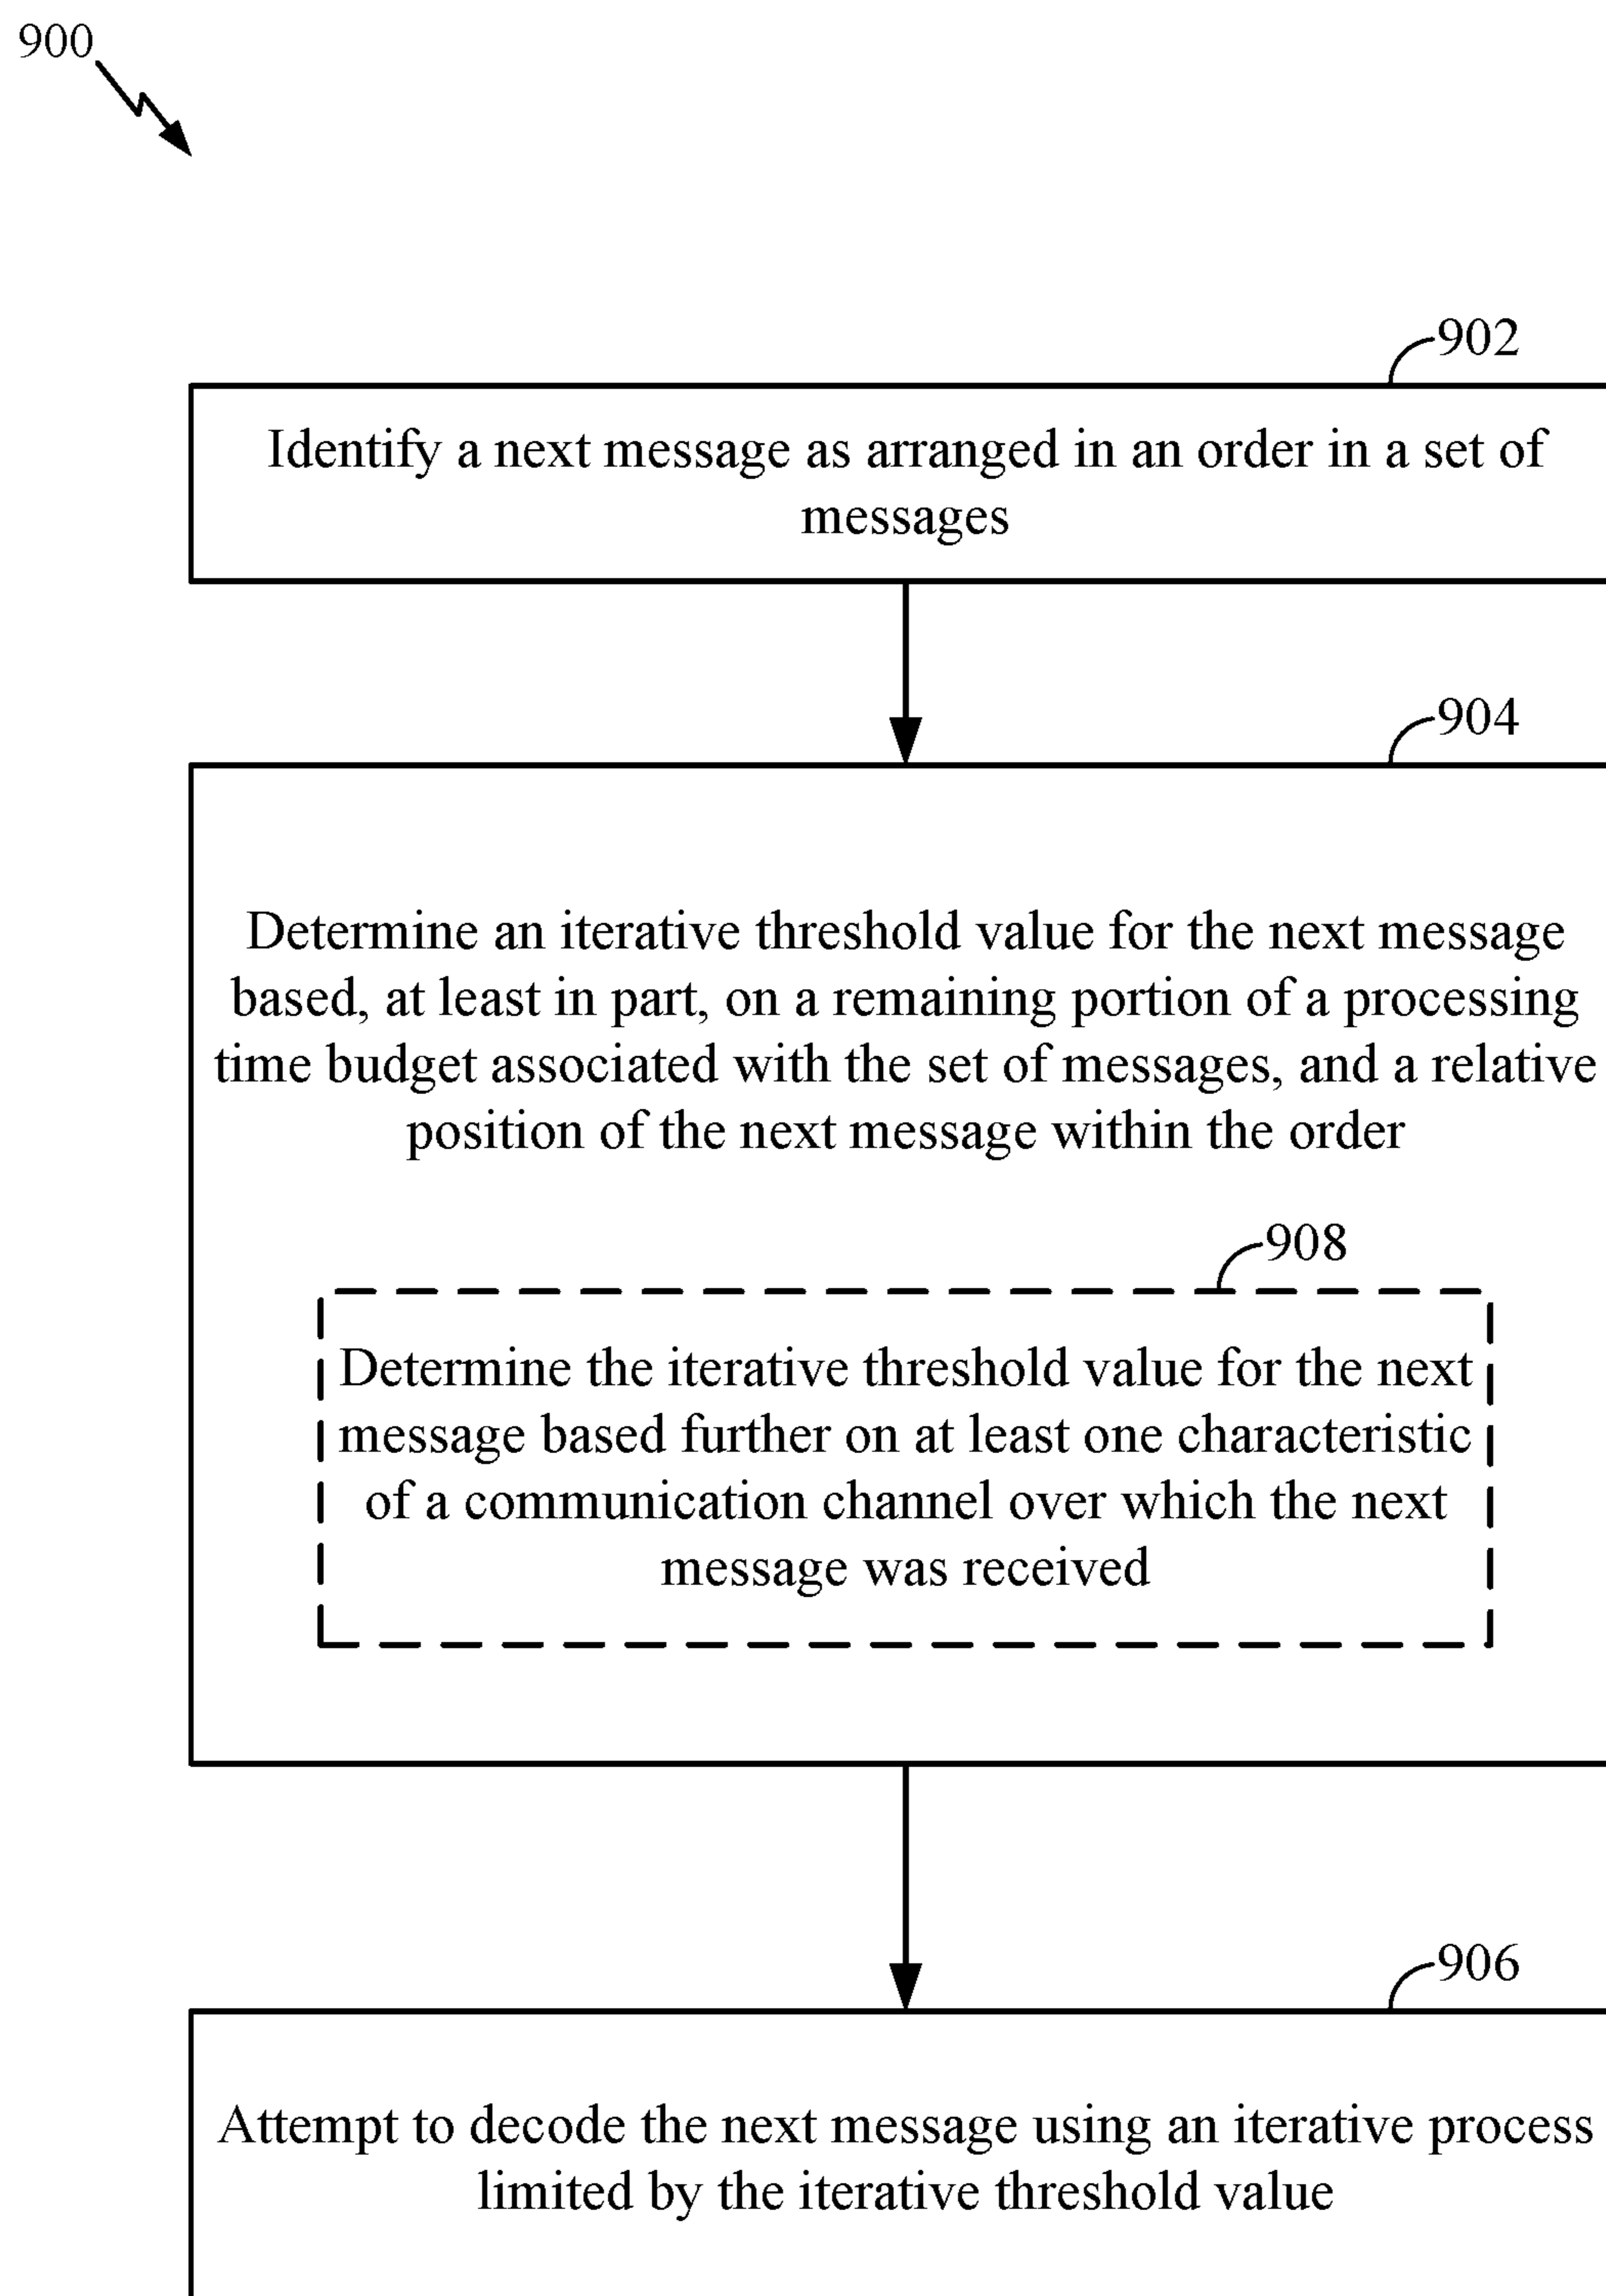 900
902
Identify a next message as arranged in an order in a set of
messages
904
Determine an iterative threshold value for the next message
based, at least in part, on a remaining portion of a processing
time budget associated with the set of messages, and a relative
position of the next message within the order
908
Determine the iterative threshold value for the next
message based further on at least one characteristic
of a communication channel over which the next
message was received
906
Attempt to decode the next message using an iterative process
limited by the iterative threshold value